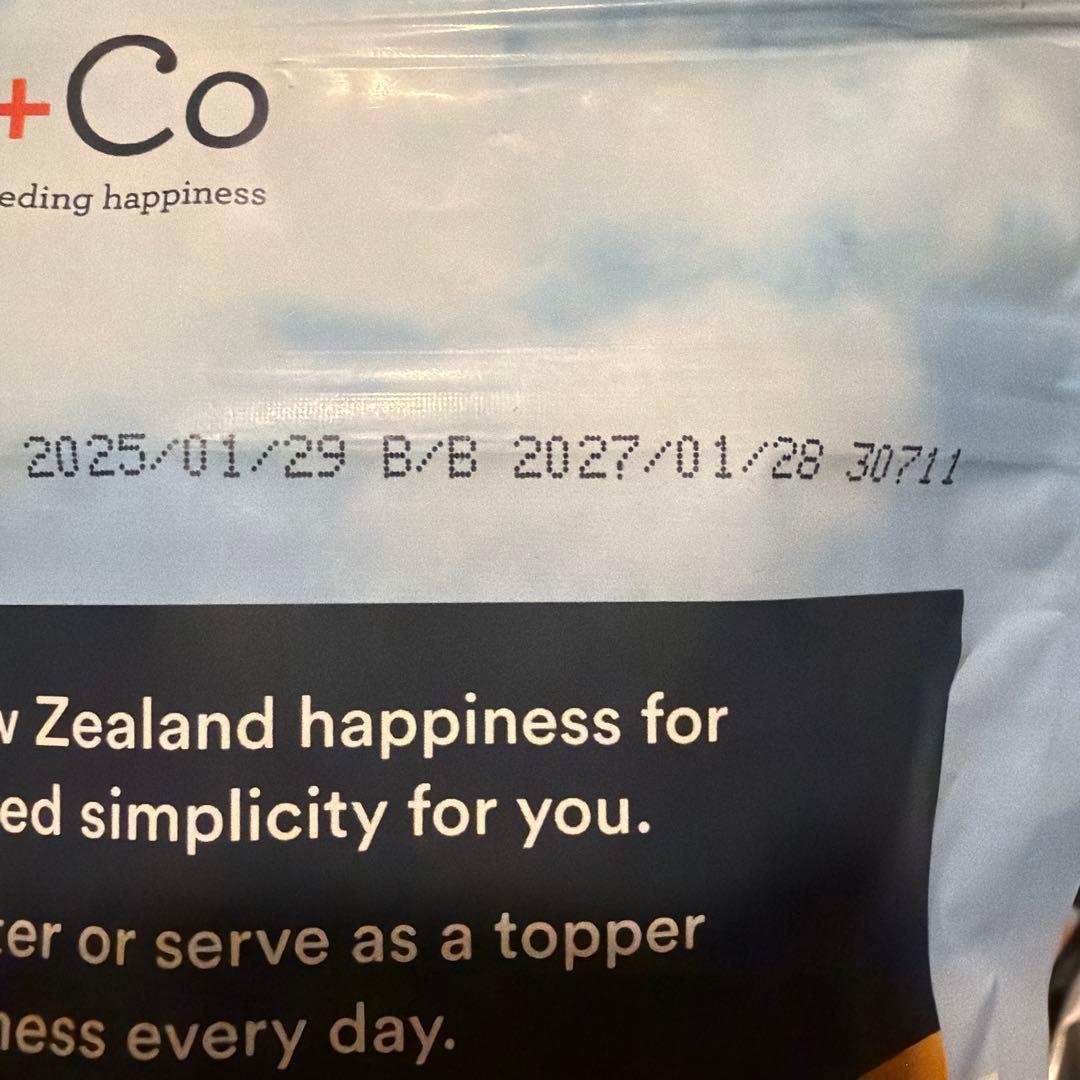 +Co
eding happiness
2025/01/29 B/B 2027/01/28 30711
Zealand happiness for
ed simplicity for you.
er or serve as a topper
ness every day.